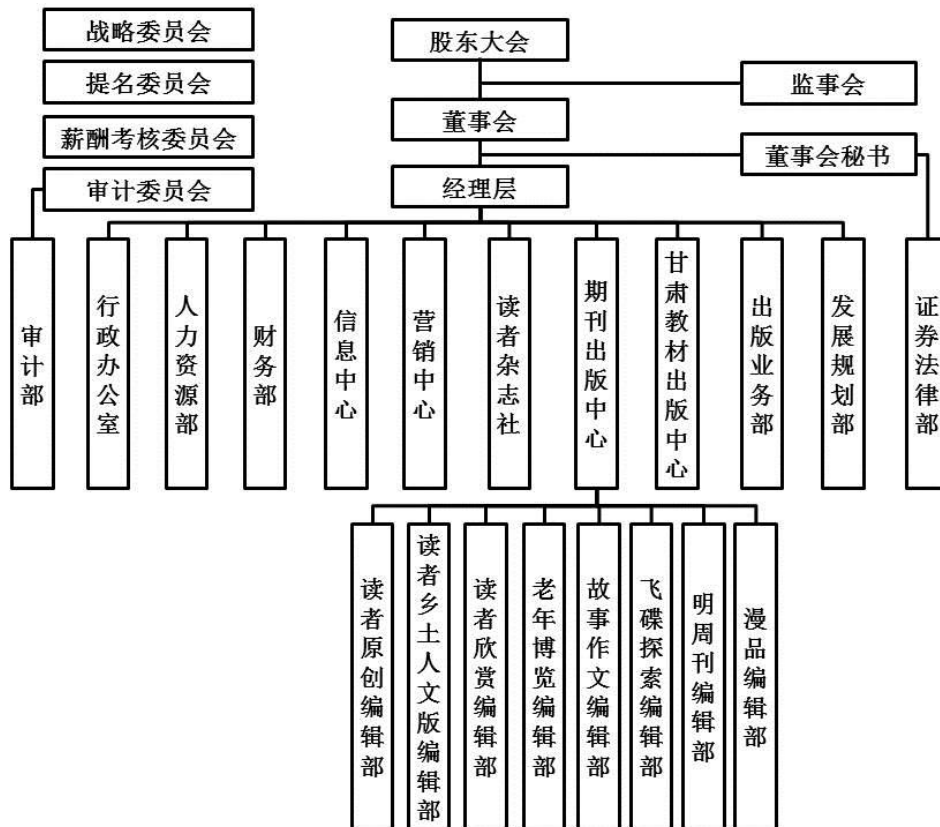 战略委员会
股东大会
提名委员会
监事会
董事会
薪酬考核委员会
董事会秘书
审计委员会
经理层
审计部
行政办公室
人力资源部
财务部
信息中心
营销中心
读者杂志社
期刊出版中心
甘肃教材出版中心
出版业务部
发展规划部
证券法律部
读者原创编辑部
读者乡土人文版编辑部
读者欣赏编辑部
老年博览编辑部
故事作文编辑部
飞碟探索编辑部
明周刊编辑部
漫品编辑部